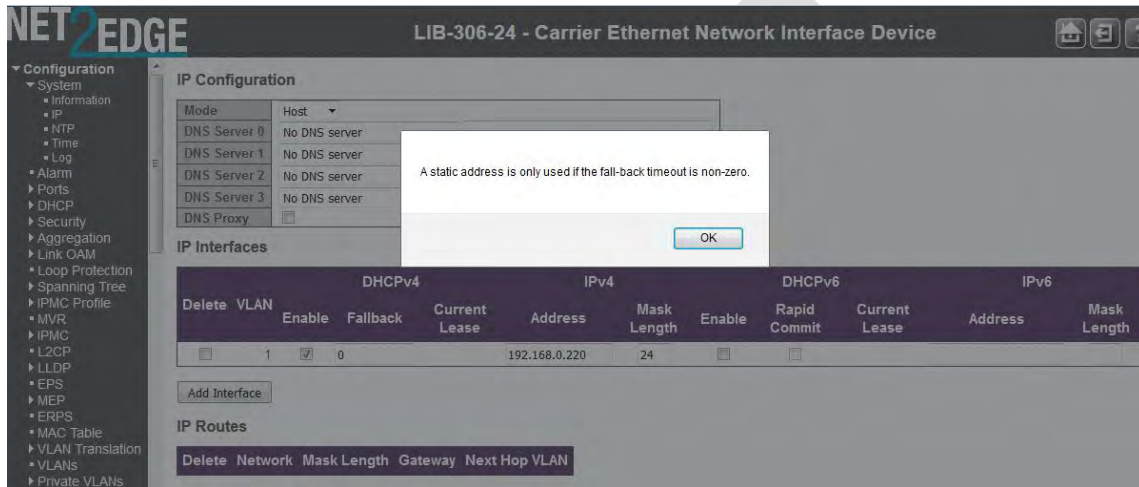 NET2EDGE
LIB-306-24 - Carrier Ethernet Network Interface Device
Configuration
System
Information
IP
NTP
Time
Log
Alarm
Ports
DHCP
Security
Aggregation
Link OAM
Loop Protection
Spanning Tree
IPMC Profile
MVR
IPMC
L2CP
LLDP
EPS
MEP
ERPS
MAC Table
VLAN Translation
VLANs
Private VLANs
IP Configuration
Mode Host
DNS Server 0 No DNS server
DNS Server 1 No DNS server
DNS Server 2 No DNS server
DNS Server 3 No DNS server
DNS Proxy
A static address is only used if the fall-back timeout is non-zero.
OK
IP Interfaces
DHCPv4 IPv4 DHCPv6 IPv6
Delete VLAN Enable Fallback Current Lease Address Mask Length Enable Rapid Commit Current Lease Address Mask Length
1 0 192.168.0.220 24
Add Interface
IP Routes
Delete Network Mask Length Gateway Next Hop VLAN